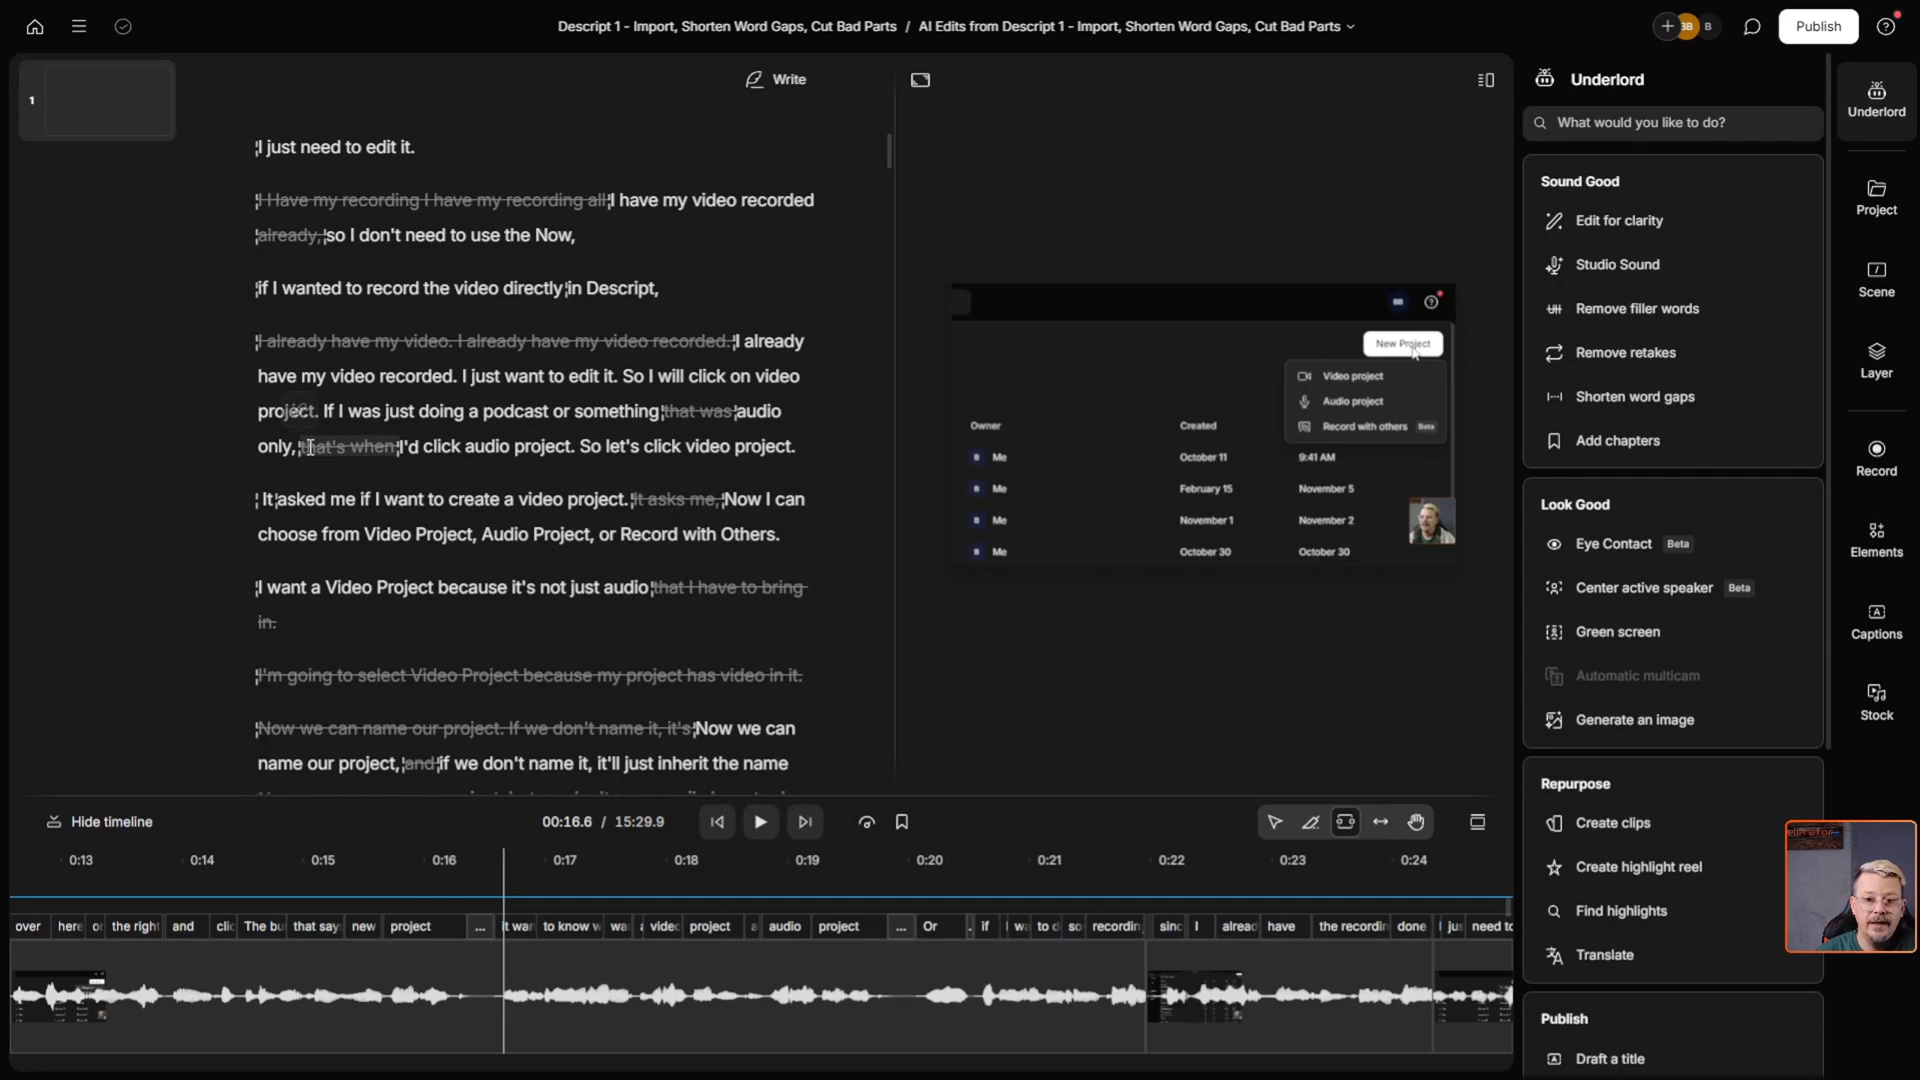 Descript 1 - Import, Shorten Word Gaps, Cut Bad Parts / AI Edits from Descript 1 - Import, Shorten Word Gaps, Cut Bad Parts
BB B
Publish
1
Write
I just need to edit it.
I Have my recording I have my recording all I have my video recorded
already, so I don't need to use the Now,
if I wanted to record the video directly in Descript,
I already have my video. I already have my video recorded. I already
have my video recorded. I just want to edit it. So I will click on video
project. If I was just doing a podcast or something that was audio
only, that's when I'd click audio project. So let's click video project.
It asked me if I want to create a video project. It asks me, Now I can
choose from Video Project, Audio Project, or Record with Others.
I want a Video Project because it's not just audio that I have to bring
in.
I'm going to select Video Project because my project has video in it.
Now we can name our project. If we don't name it, it's Now we can
name our project, and if we don't name it, it'll just inherit the name
BB
New Project
Video project
Audio project
Record with others Beta
Owner Created
B Me October 11 9:41 AM
B Me February 15 November 5
B Me November 1 November 2
B Me October 30 October 30
Underlord
What would you like to do?
Sound Good
Edit for clarity
Studio Sound
Remove filler words
Remove retakes
Shorten word gaps
Add chapters
Look Good
Eye Contact Beta
Center active speaker Beta
Green screen
Automatic multicam
Generate an image
Repurpose
Create clips
Create highlight reel
Find highlights
Translate
Publish
Draft a title
Underlord
Project
Scene
Layer
Record
Elements
Captions
Stock
Hide timeline
00:16.6 / 15:29.9
0:13 0:14 0:15 0:16 0:17 0:18 0:19 0:20 0:21 0:22 0:23 0:24
over here the right and clic The bu that say new project ... it wan to know w wa video project a audio project ... Or . if I wa to d so recordin sinc I alread have the recordin done I jus need to